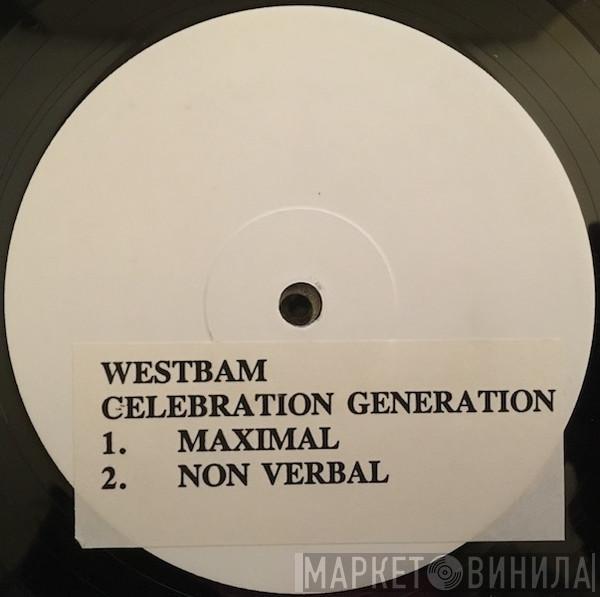 WESTBAM
CELEBRATION GENERATION
1. MAXIMAL
2. NON VERBAL
МАРКЕТ ВИНИЛА